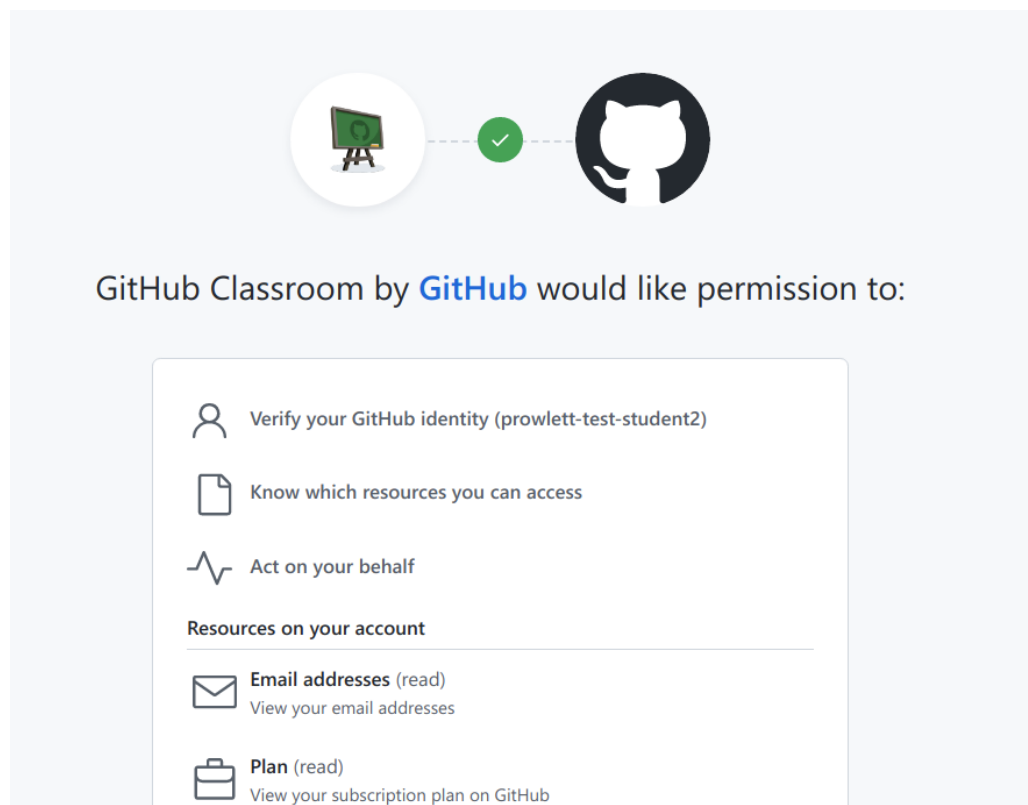 GitHub Classroom by GitHub would like permission to:
Verify your GitHub identity (prowlett-test-student2)
Know which resources you can access
Act on your behalf
Resources on your account
Email addresses (read)
View your email addresses
Plan (read)
View your subscription plan on GitHub